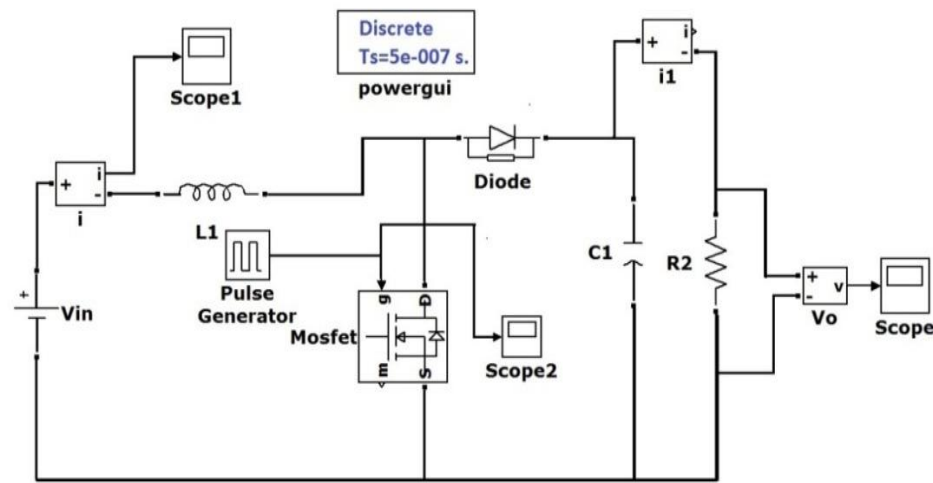 Discrete
Ts=5e-007 s.
powergui
Scope1
+
i
-
i
+
i
-
i1
Diode
L1
Pulse
Generator
+
Vin
Mosfet
g
D
m
S
Scope2
C1
R2
+
-
v
Vo
Scope